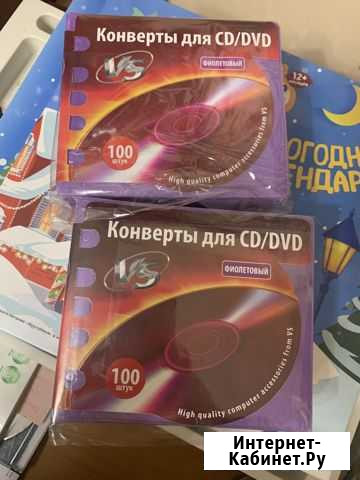 Конверты для CD/DVD
VS
ФИОЛЕТОВЫЙ
100
штук
High quality computer accessories from VS
12+
ОГОДН
ЕНДАР
Конверты для CD/DVD
VS
ФИОЛЕТОВЫЙ
100
штук
High quality computer accessories from VS
Интернет-
Кабинет.Ру